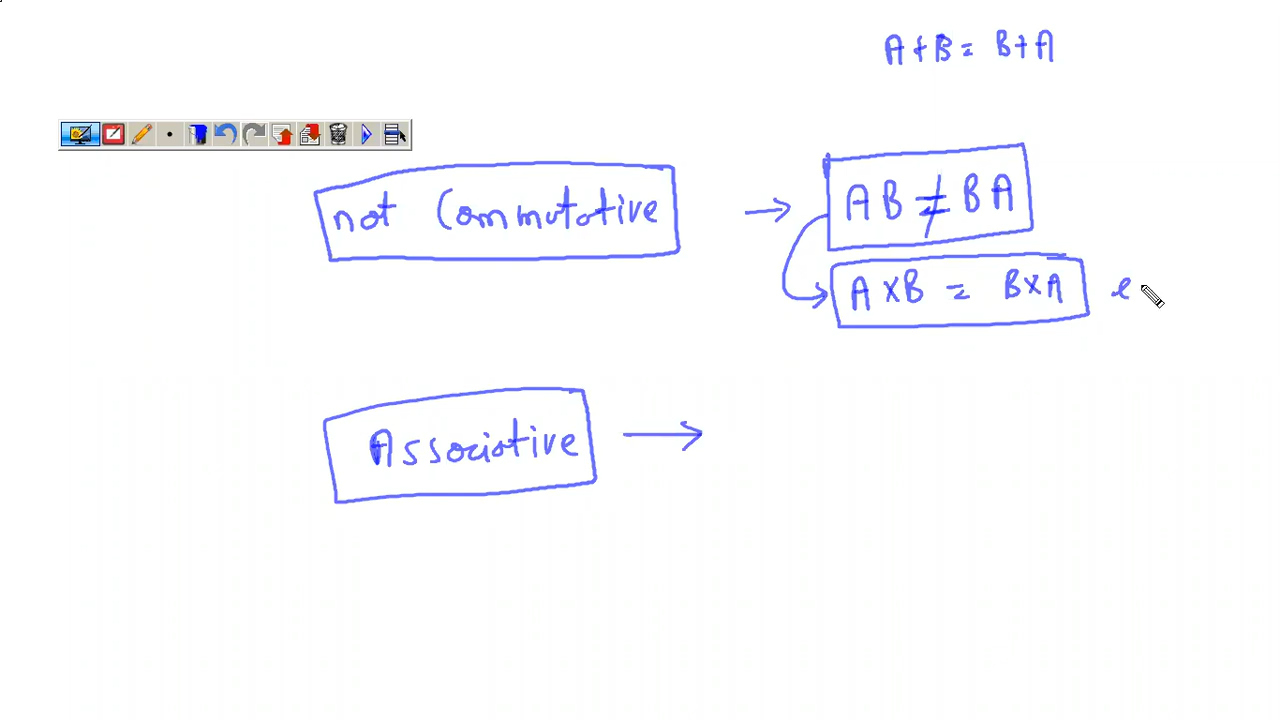 A+B = B+A
not Commutative → AB ≠ BA
A×B = B×A e
Associative →